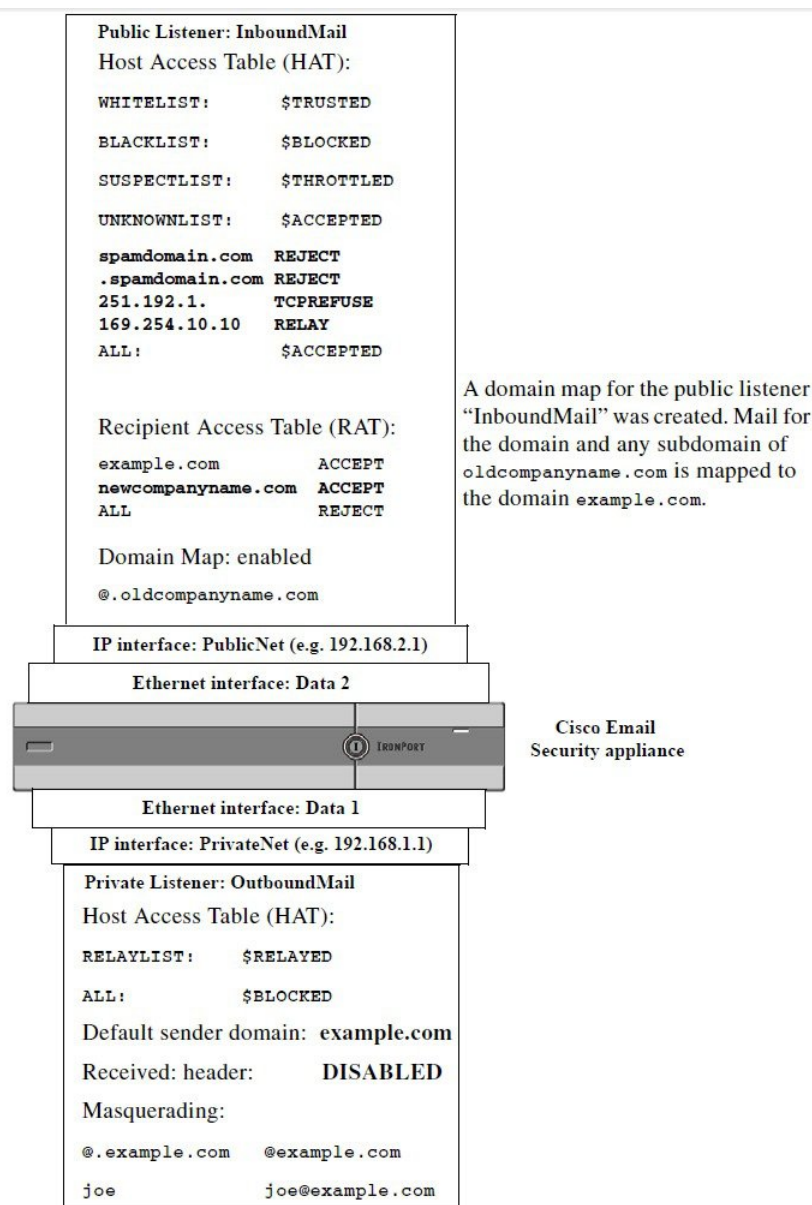 Public Listener: InboundMail
Host Access Table (HAT):
WHITELIST: $TRUSTED
BLACKLIST: $BLOCKED
SUSPECTLIST: $THROTTLED
UNKNOWNLIST: $ACCEPTED
spamdomain.com REJECT
.spamdomain.com REJECT
251.192.1. TCPREFUSE
169.254.10.10 RELAY
ALL: $ACCEPTED
Recipient Access Table (RAT):
example.com ACCEPT
newcompanyname.com ACCEPT
ALL REJECT
Domain Map: enabled
@.oldcompanyname.com
A domain map for the public listener
“InboundMail” was created. Mail for
the domain and any subdomain of
oldcompanyname.com is mapped to
the domain example.com.
IP interface: PublicNet (e.g. 192.168.2.1)
Ethernet interface: Data 2
IRONPORT
Cisco Email
Security appliance
Ethernet interface: Data 1
IP interface: PrivateNet (e.g. 192.168.1.1)
Private Listener: OutboundMail
Host Access Table (HAT):
RELAYLIST: $RELAYED
ALL: $BLOCKED
Default sender domain: example.com
Received: header: DISABLED
Masquerading:
@.example.com @example.com
joe joe@example.com